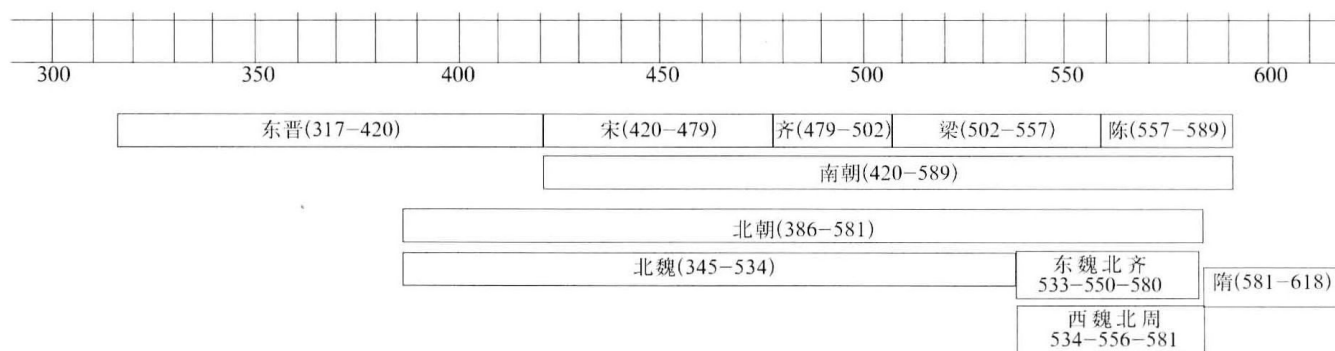 300 350 400 450 500 550 600
东晋(317-420) 宋(420-479) 齐(479-502) 梁(502-557) 陈(557-589)
南朝(420-589)
北朝(386-581)
北魏(345-534)
东魏北齐
533-550-580
隋(581-618)
西魏北周
534-556-581